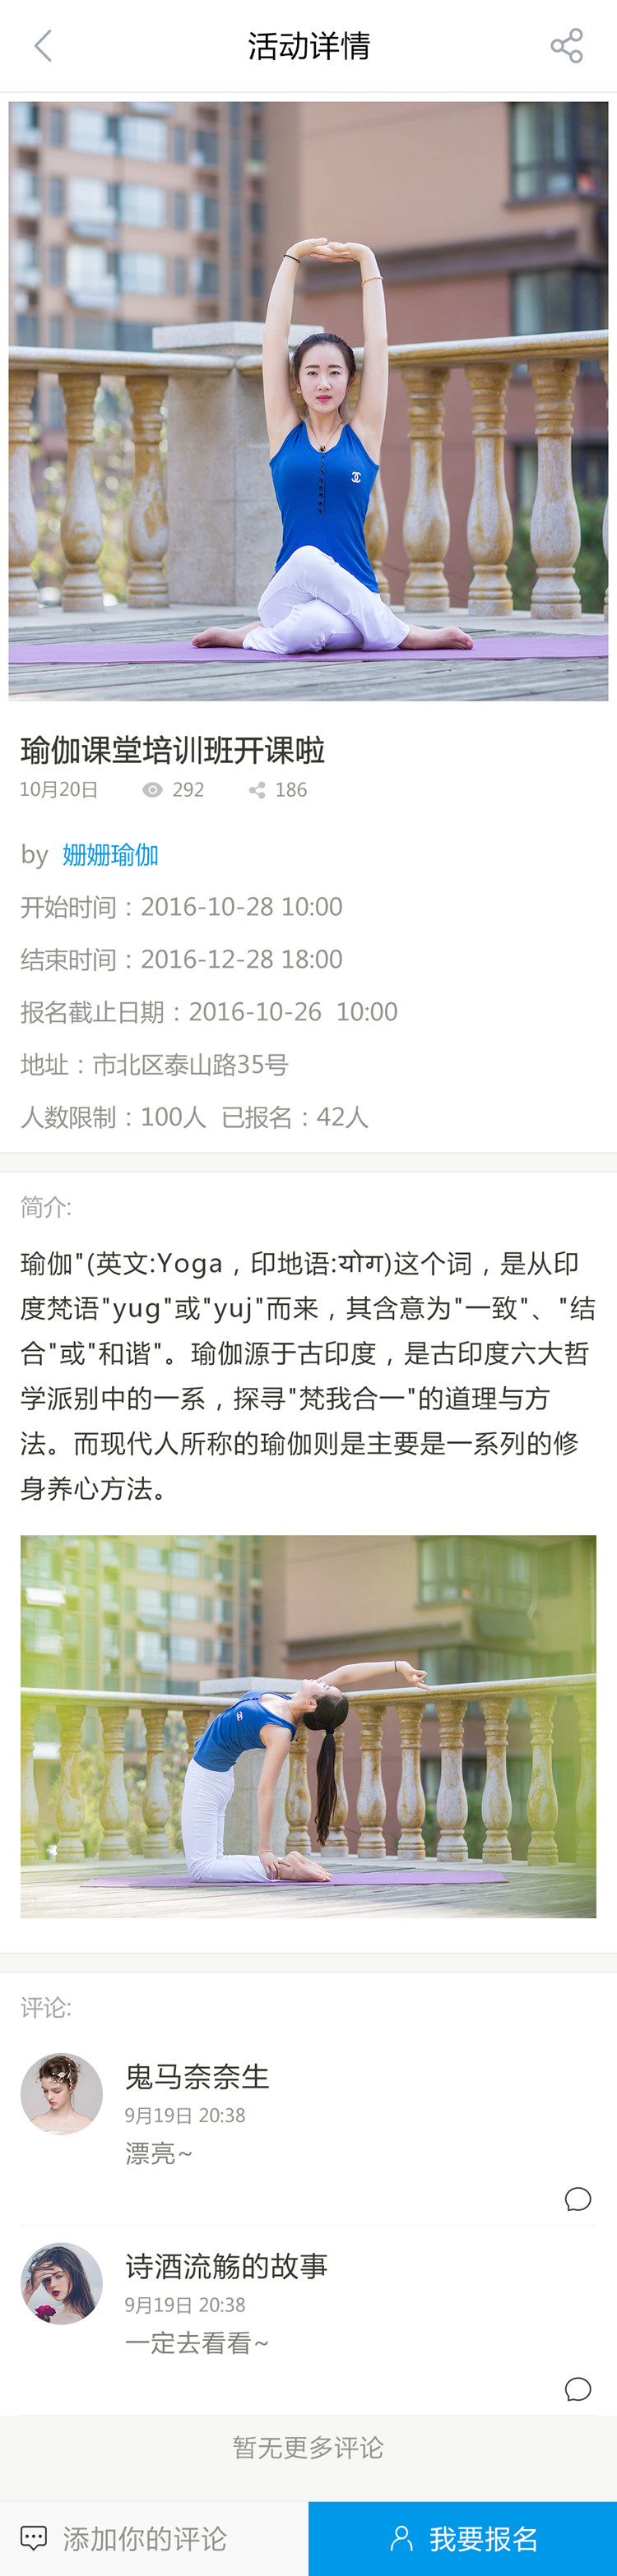 活动详情
瑜伽课堂培训班开课啦
10月20日 292 186
by 姗姗瑜伽
开始时间：2016-10-28 10:00
结束时间：2016-12-28 18:00
报名截止日期：2016-10-26 10:00
地址：市北区泰山路35号
人数限制：100人 已报名：42人
简介:
瑜伽"(英文:Yoga，印地语:योग)这个词，是从印
度梵语"yug"或"yuj"而来，其含意为"一致"、"结
合"或"和谐"。瑜伽源于古印度，是古印度六大哲
学派别中的一系，探寻"梵我合一"的道理与方
法。而现代人所称的瑜伽则是主要是一系列的修
身养心方法。
评论:
鬼马奈奈生
9月19日 20:38
漂亮~
诗酒流觞的故事
9月19日 20:38
一定去看看~
暂无更多评论
添加你的评论 我要报名